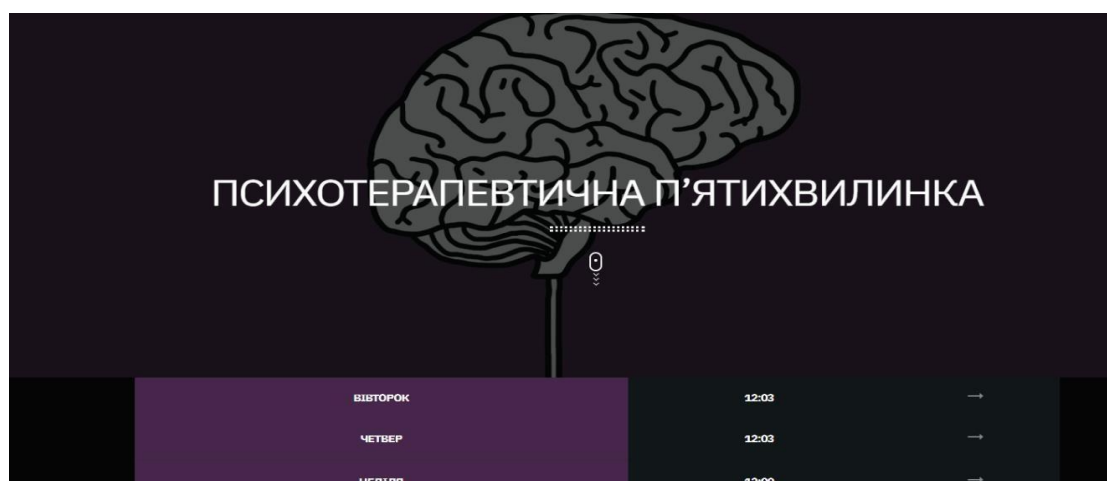 ПСИХОТЕРАПЕВТИЧНА П’ЯТИХВИЛИНКА
ВІВТОРОК 12:03 →
ЧЕТВЕР 12:03 →